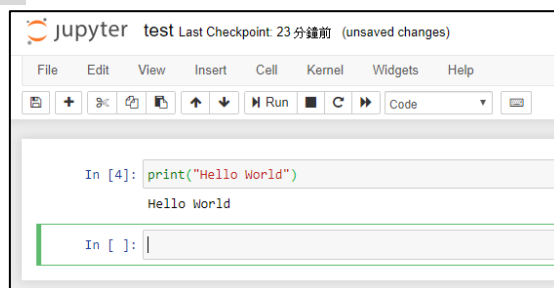 jupyter test Last Checkpoint: 23 分鐘前 (unsaved changes)
File Edit View Insert Cell Kernel Widgets Help
Run Code
In [4]: print("Hello World")
Hello World
In [ ]: